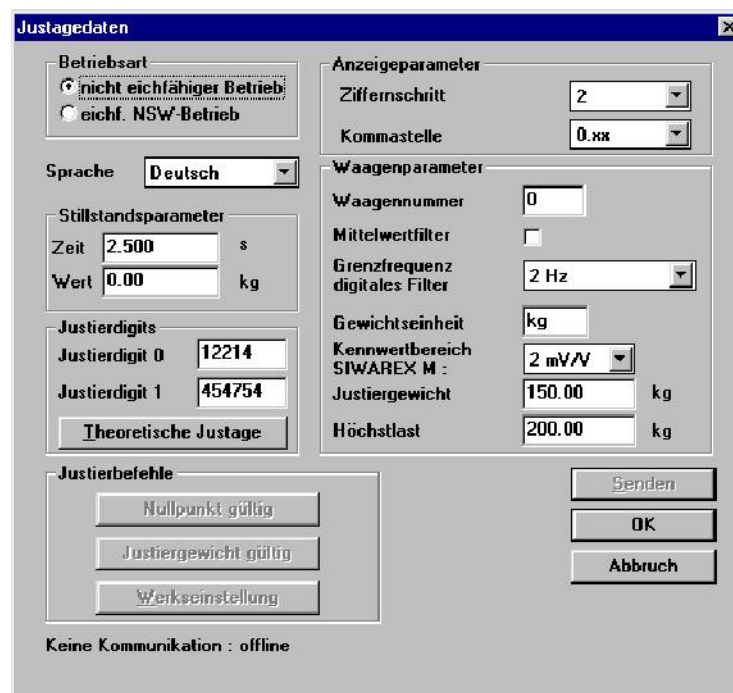 Justagedaten
Betriebsart
nicht eichfähiger Betrieb
eichf. NSW-Betrieb
Sprache Deutsch
Stillstandsparameter
Zeit 2.500 s
Wert 0.00 kg
Justierdigits
Justierdigit 0 12214
Justierdigit 1 454754
Theoretische Justage
Justierbefehle
Nullpunkt gültig
Justiergewicht gültig
Werkseinstellung
Keine Kommunikation : offline
Anzeigeparameter
Ziffernschritt 2
Kommastelle 0.xx
Waagenparameter
Waagennummer 0
Mittelwertfilter
Grenzfrequenz
digitales Filter 2 Hz
Gewichtseinheit kg
Kennwertbereich
SIWAREX M : 2 mV/V
Justiergewicht 150.00 kg
Höchstlast 200.00 kg
Senden
OK
Abbruch